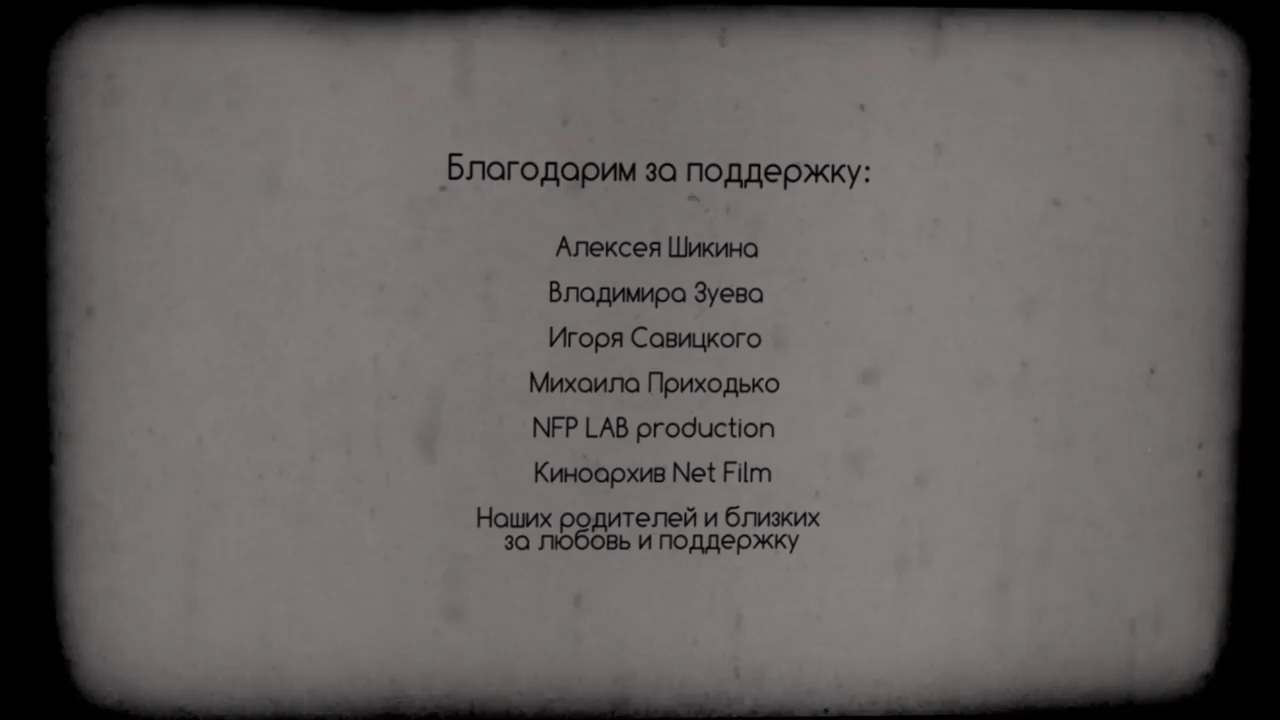 Благодарим за поддержку:
Алексея Шикина
Владимира Зуева
Игоря Савицкого
Михаила Приходько
NFP LAB production
Киноархив Net Film
Наших родителей и близких
за любовь и поддержку